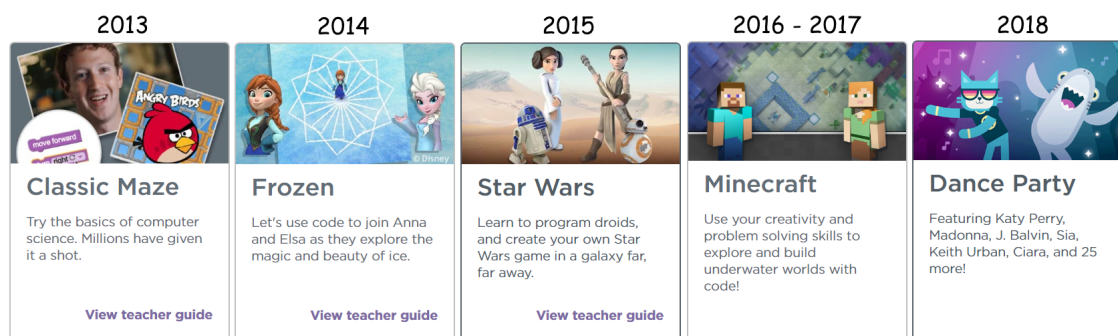 2013
move forward
right
ANGRY BIRDS
Classic Maze
Try the basics of computer
science. Millions have given
it a shot.
View teacher guide
2014
© Disney
Frozen
Let's use code to join Anna
and Elsa as they explore the
magic and beauty of ice.
View teacher guide
2015
Star Wars
Learn to program droids,
and create your own Star
Wars game in a galaxy far,
far away.
View teacher guide
2016 - 2017
Minecraft
Use your creativity and
problem solving skills to
explore and build
underwater worlds with
code!
2018
Dance Party
Featuring Katy Perry,
Madonna, J. Balvin, Sia,
Keith Urban, Ciara, and 25
more!